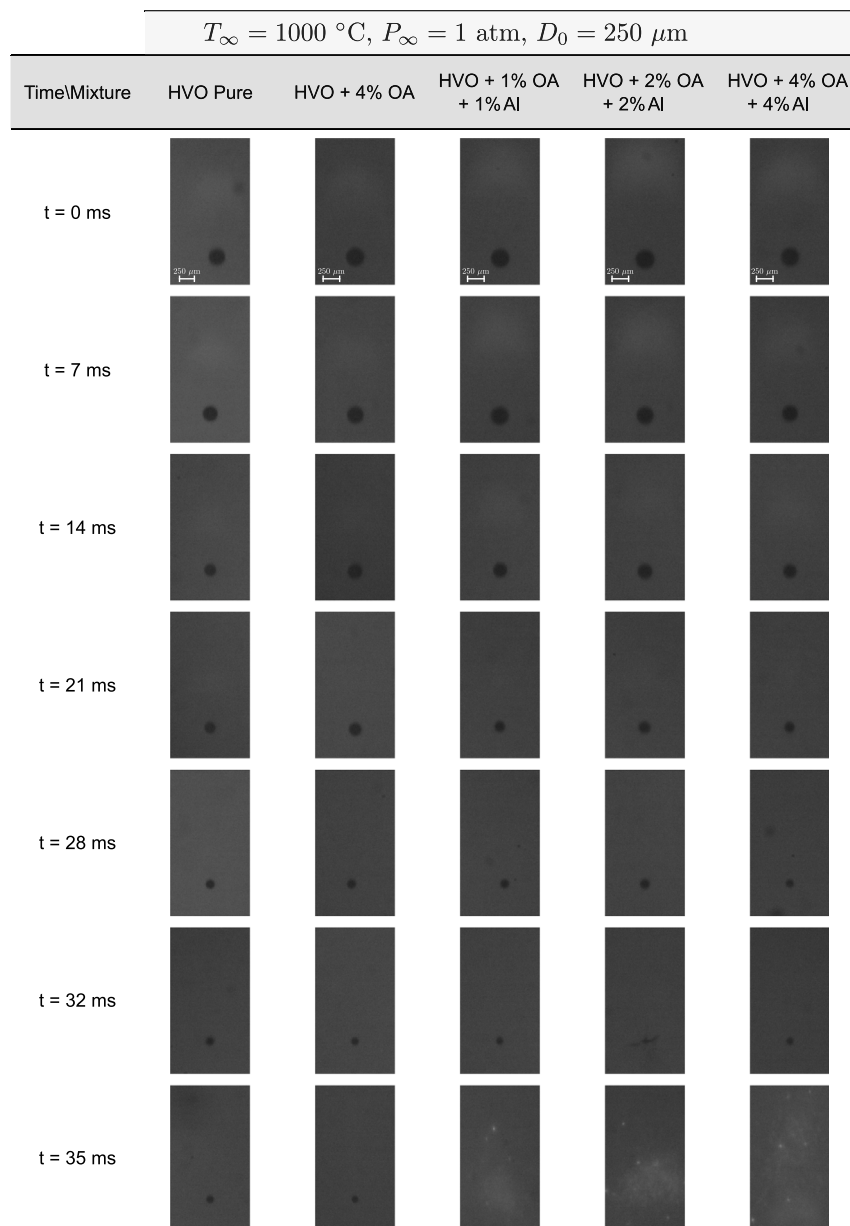 T∞ = 1000 °C, P∞ = 1 atm, D₀ = 250 μm
Time\Mixture HVO Pure HVO + 4% OA HVO + 1% OA + 1% Al HVO + 2% OA + 2% Al HVO + 4% OA + 4% Al
t = 0 ms
250 μm 250 μm 250 μm 250 μm 250 μm
t = 7 ms
t = 14 ms
t = 21 ms
t = 28 ms
t = 32 ms
t = 35 ms